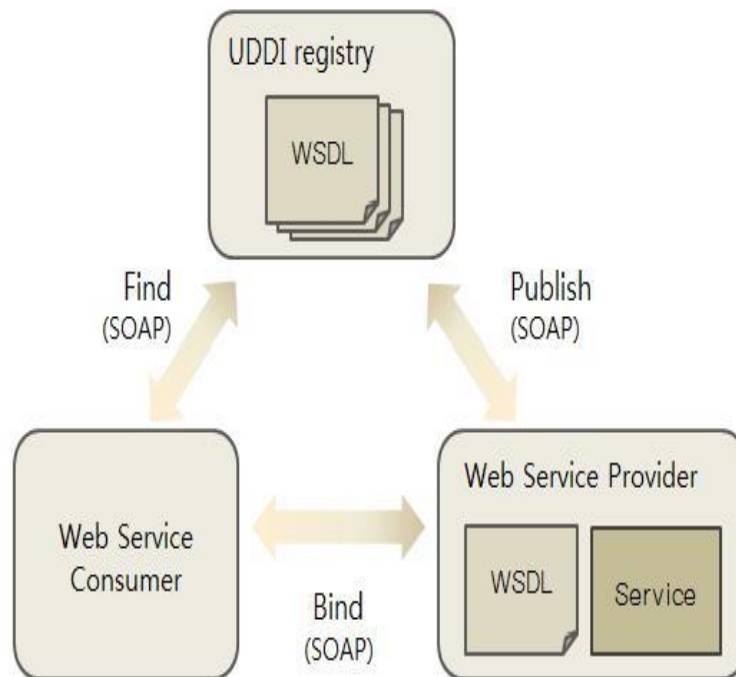 UDDI registry
WSDL
Find
(SOAP)
Publish
(SOAP)
Web Service
Consumer
Bind
(SOAP)
Web Service Provider
WSDL
Service